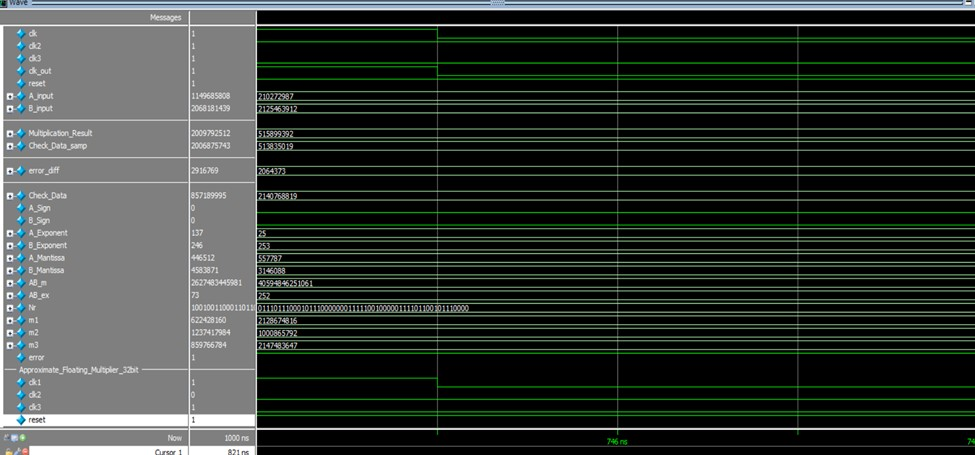 Wave
Messages
clk 1
clk2 1
clk3 1
clk_out 1
reset 1
A_input 1149685808 210272987
B_input 2068181439 2125463912
Multiplication_Result 2009792512 515899392
Check_Data_samp 2006875743 513835019
error_diff 2916769 2064373
Check_Data 857189995 2140768819
A_Sign 0
B_Sign 0
A_Exponent 137 25
B_Exponent 246 253
A_Mantissa 446512 557787
B_Mantissa 4583871 3146088
AB_m 2627483445981 40594846251061
AB_ex 73 252
Nr
m1 622428160 2128674816
m2 1237417984 1000865792
m3 859766784 2147483647
error 1
Approximate_Floating_Multiplier_32bit
clk1 1
clk2 0
clk3 1
reset 1
Now 1000 ns 746 ns
Cursor 1 821 ns